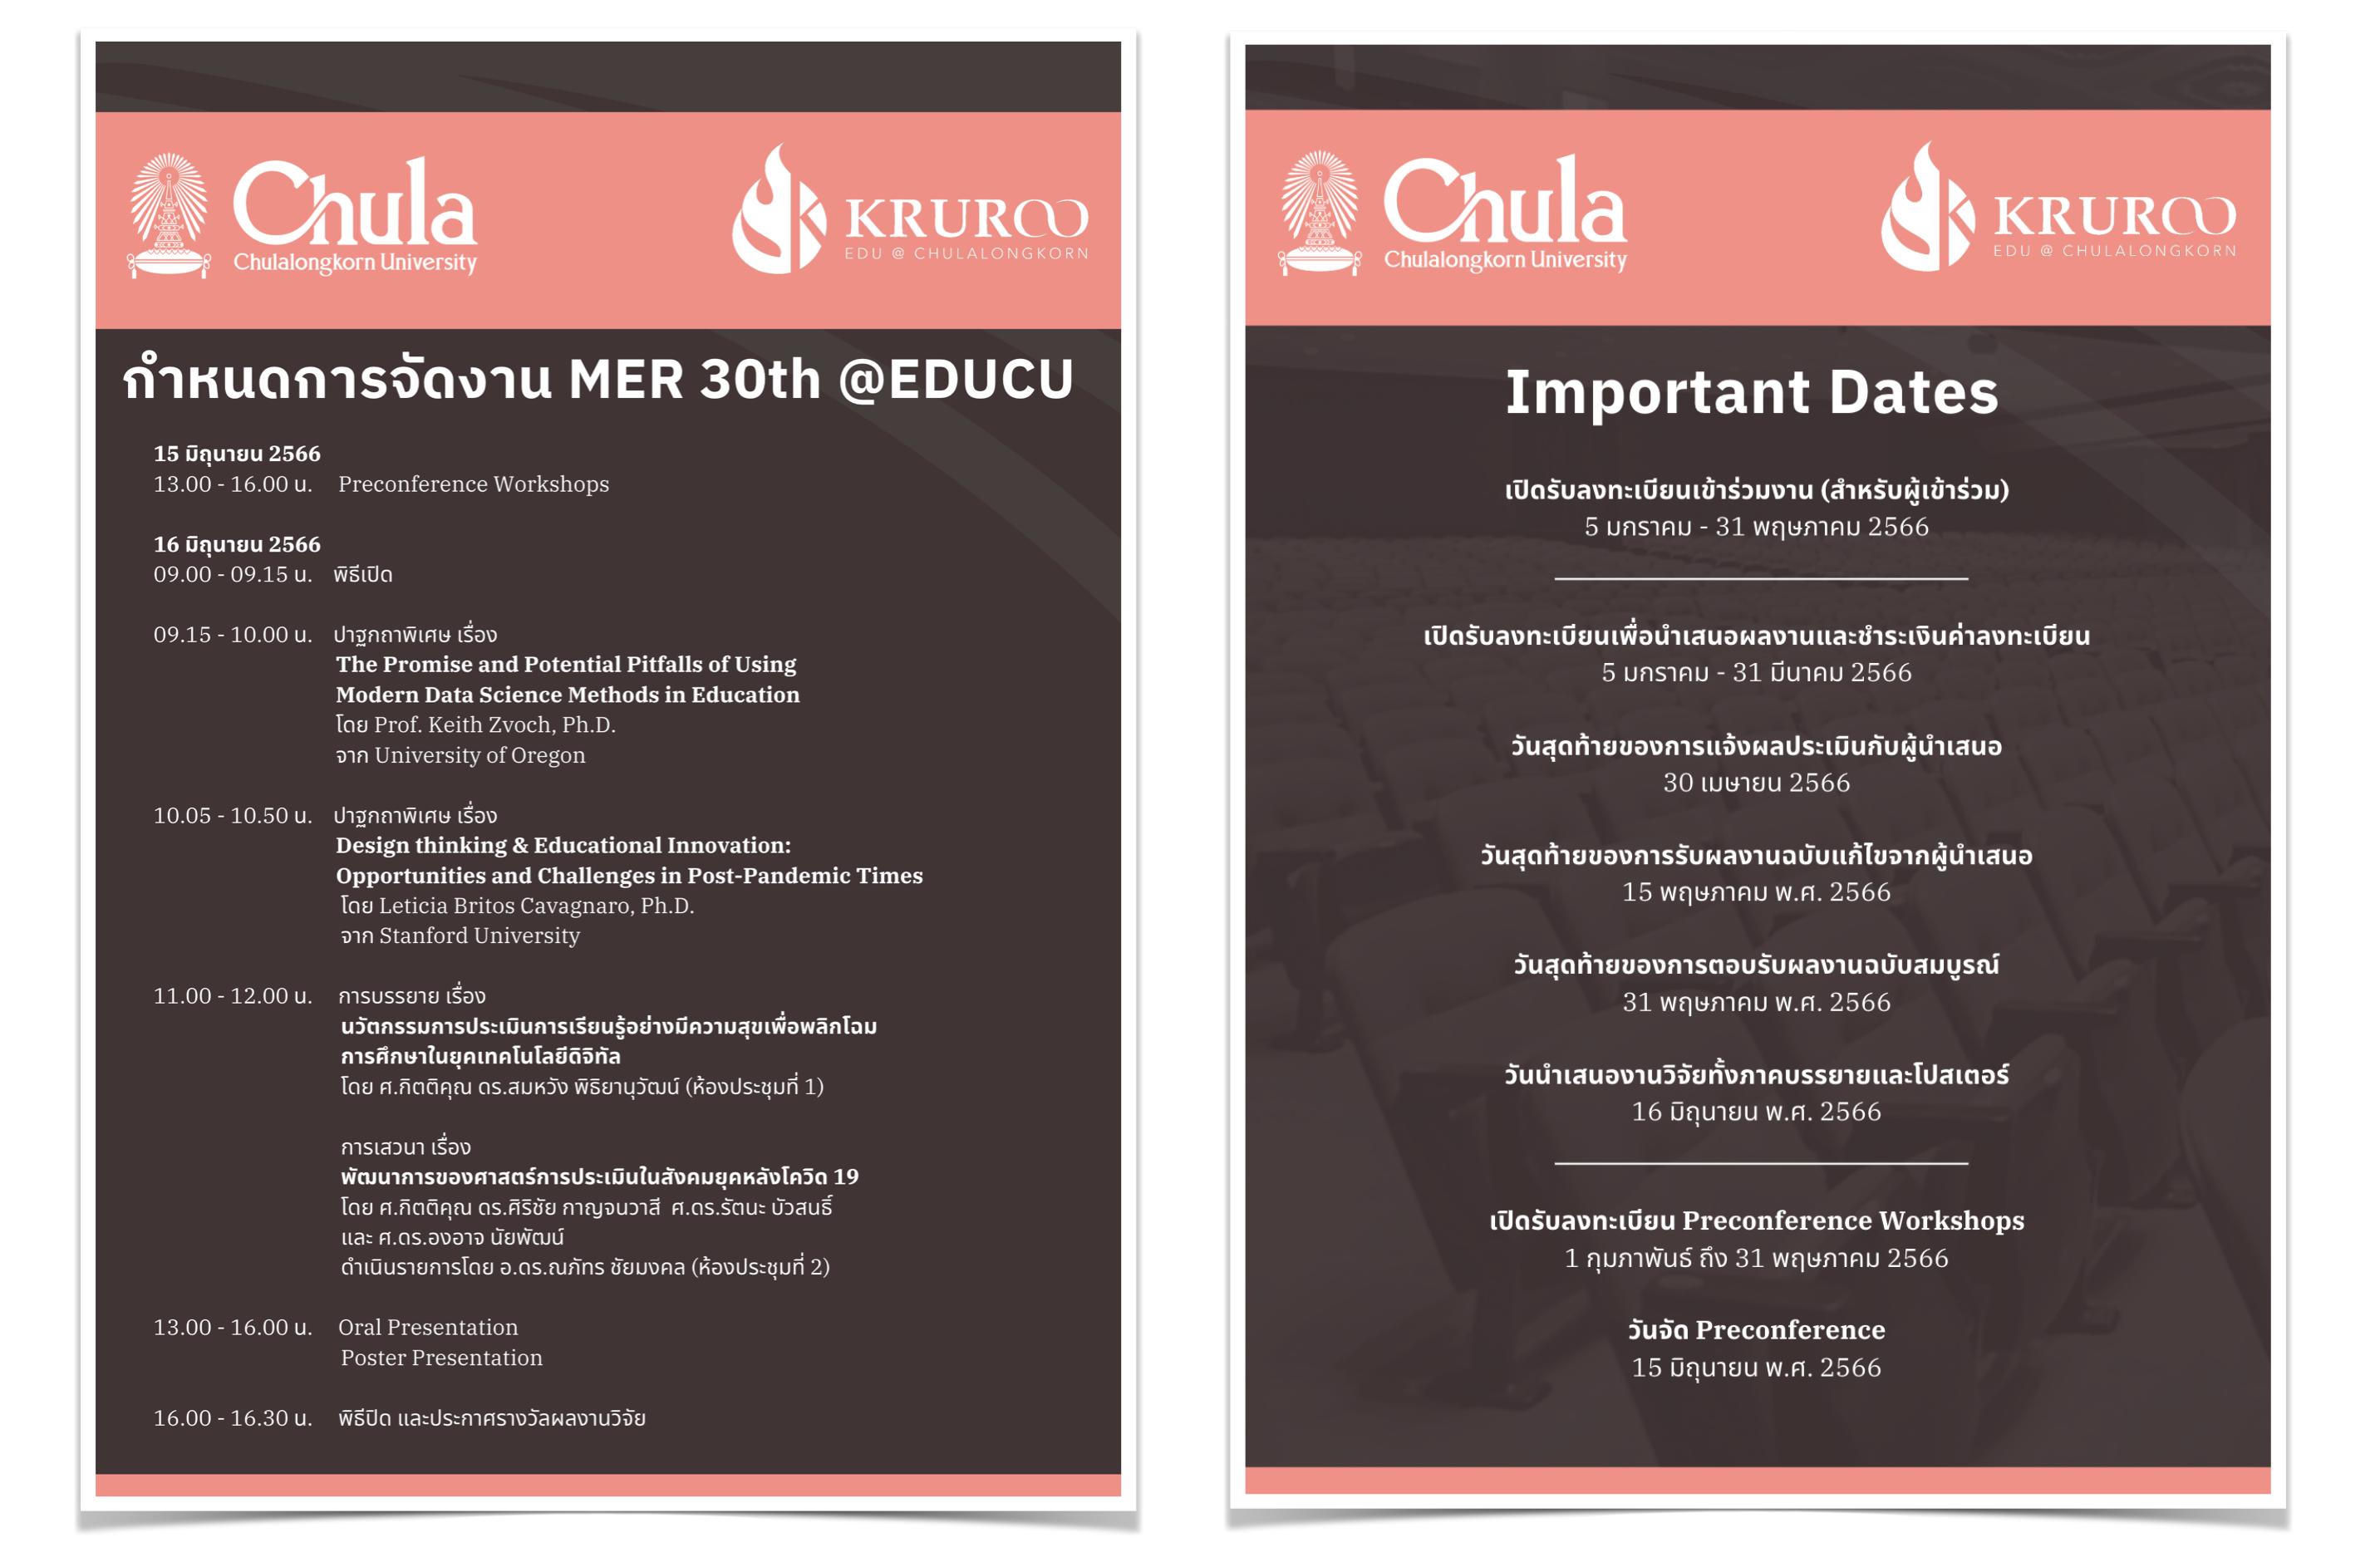 Chula
Chulalongkorn University
KRUROO
EDU @ CHULALONGKORN
กำหนดการจัดงาน MER 30th @EDUCU
15 มิถุนายน 2566
13.00 - 16.00 น. Preconference Workshops
16 มิถุนายน 2566
09.00 - 09.15 น. พิธีเปิด
09.15 - 10.00 น. ปาฐกถาพิเศษ เรื่อง
The Promise and Potential Pitfalls of Using
Modern Data Science Methods in Education
โดย Prof. Keith Zvoch, Ph.D.
จาก University of Oregon
10.05 - 10.50 น. ปาฐกถาพิเศษ เรื่อง
Design thinking & Educational Innovation:
Opportunities and Challenges in Post-Pandemic Times
โดย Leticia Britos Cavagnaro, Ph.D.
จาก Stanford University
11.00 - 12.00 น. การบรรยาย เรื่อง
นวัตกรรมการประเมินการเรียนรู้อย่างมีความสุขเพื่อพลิกโฉม
การศึกษาในยุคเทคโนโลยีดิจิทัล
โดย ศ.กิตติคุณ ดร.สมหวัง พิธิยานุวัฒน์ (ห้องประชุมที่ 1)
การเสวนา เรื่อง
พัฒนาการของศาสตร์การประเมินในสังคมยุคหลังโควิด 19
โดย ศ.กิตติคุณ ดร.ศิริชัย กาญจนวาสี ศ.ดร.รัตนะ บัวสนธิ์
และ ศ.ดร.องอาจ นัยพัฒน์
ดำเนินรายการโดย อ.ดร.ณภัทร ชัยมงคล (ห้องประชุมที่ 2)
13.00 - 16.00 น. Oral Presentation
Poster Presentation
16.00 - 16.30 น. พิธีปิด และประกาศรางวัลผลงานวิจัย
Chula
Chulalongkorn University
KRUROO
EDU @ CHULALONGKORN
Important Dates
เปิดรับลงทะเบียนเข้าร่วมงาน (สำหรับผู้เข้าร่วม)
5 มกราคม - 31 พฤษภาคม 2566
เปิดรับลงทะเบียนเพื่อนำเสนอผลงานและชำระเงินค่าลงทะเบียน
5 มกราคม - 31 มีนาคม 2566
วันสุดท้ายของการแจ้งผลประเมินกับผู้นำเสนอ
30 เมษายน 2566
วันสุดท้ายของการรับผลงานฉบับแก้ไขจากผู้นำเสนอ
15 พฤษภาคม พ.ศ. 2566
วันสุดท้ายของการตอบรับผลงานฉบับสมบูรณ์
31 พฤษภาคม พ.ศ. 2566
วันนำเสนองานวิจัยทั้งภาคบรรยายและโปสเตอร์
16 มิถุนายน พ.ศ. 2566
เปิดรับลงทะเบียน Preconference Workshops
1 กุมภาพันธ์ ถึง 31 พฤษภาคม 2566
วันจัด Preconference
15 มิถุนายน พ.ศ. 2566